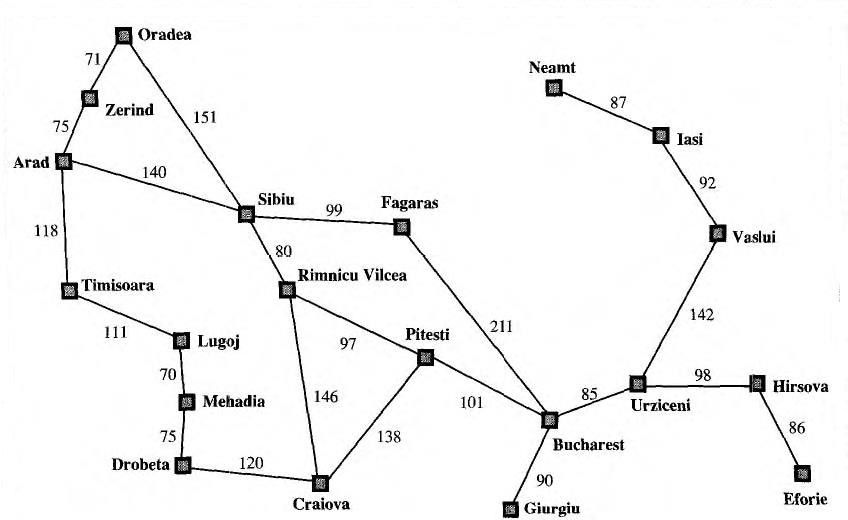 Oradea
71
Neamt
87
Zerind
151
75
Iasi
Arad
140
92
Sibiu
Fagaras
99
118
Vaslui
80
Timisoara
Rimnicu Vilcea
142
111
Lugoj
97
Pitesti
211
70
98
Hirsova
146
85
Urziceni
Mehadia
101
86
75
138
Bucharest
120
Drobeta
90
Craiova
Giurgiu
Eforie